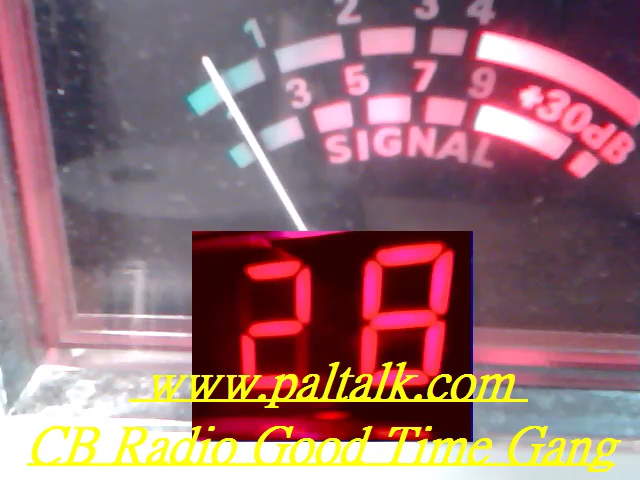 1 2 3 4
1 3 5 7 9 +30dB
SIGNAL
28
www.paltalk.com
CB Radio Good Time Gang